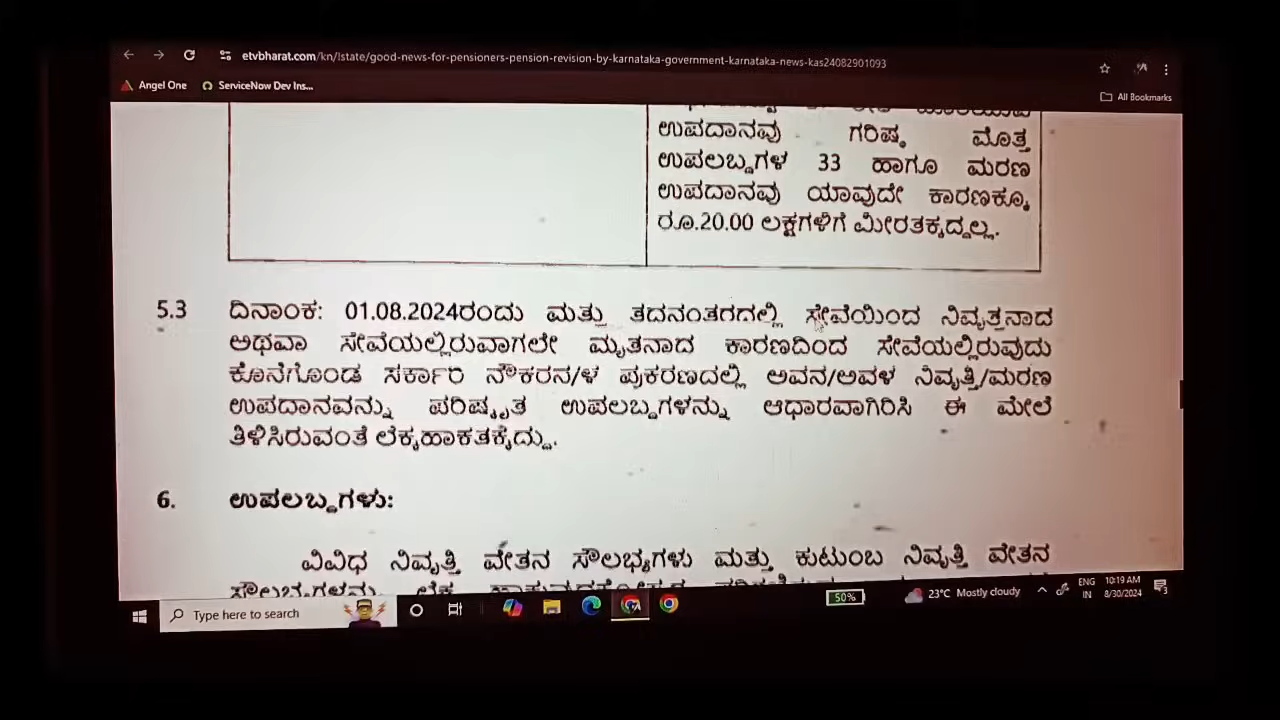 etvbharat.com/kn/!state/good-news-for-pensioners-pension-revision-by-karnataka-government-karnataka-news-kas24082901093
Angel One ServiceNow Dev Ins...
All Bookmarks
ಉಪದಾನವು ಗರಿಷ್ಠ ಮೊತ್ತ
ಉಪಲಬ್ಧಗಳ 33 ಹಾಗೂ ಮರಣ
ಉಪದಾನವು ಯಾವುದೇ ಕಾರಣಕ್ಕೂ
ರೂ.20.00 ಲಕ್ಷಗಳಿಗೆ ಮೀರತಕ್ಕದ್ದಲ್ಲ.
5.3 ದಿನಾಂಕ: 01.08.2024ರಂದು ಮತ್ತು ತದನಂತರದಲ್ಲಿ ಸೇವೆಯಿಂದ ನಿವೃತ್ತನಾದ
ಅಥವಾ ಸೇವೆಯಲ್ಲಿರುವಾಗಲೇ ಮೃತನಾದ ಕಾರಣದಿಂದ ಸೇವೆಯಲ್ಲಿರುವುದು
ಕೊನೆಗೊಂಡ ಸರ್ಕಾರಿ ನೌಕರನ/ಳ ಪ್ರಕರಣದಲ್ಲಿ ಅವನ/ಅವಳ ನಿವೃತ್ತಿ/ಮರಣ
ಉಪದಾನವನ್ನು ಪರಿಷ್ಕೃತ ಉಪಲಬ್ಧಗಳನ್ನು ಆಧಾರವಾಗಿರಿಸಿ ಈ ಮೇಲೆ
ತಿಳಿಸಿರುವಂತೆ ಲೆಕ್ಕಹಾಕತಕ್ಕದ್ದು.
6. ಉಪಲಬ್ಧಗಳು:
ವಿವಿಧ ನಿವೃತ್ತಿ ವೇತನ ಸೌಲಭ್ಯಗಳು ಮತ್ತು ಕುಟುಂಬ ನಿವೃತ್ತಿ ವೇತನ
Type here to search 50% 23°C Mostly cloudy ENG 10:19 AM
IN 8/30/2024